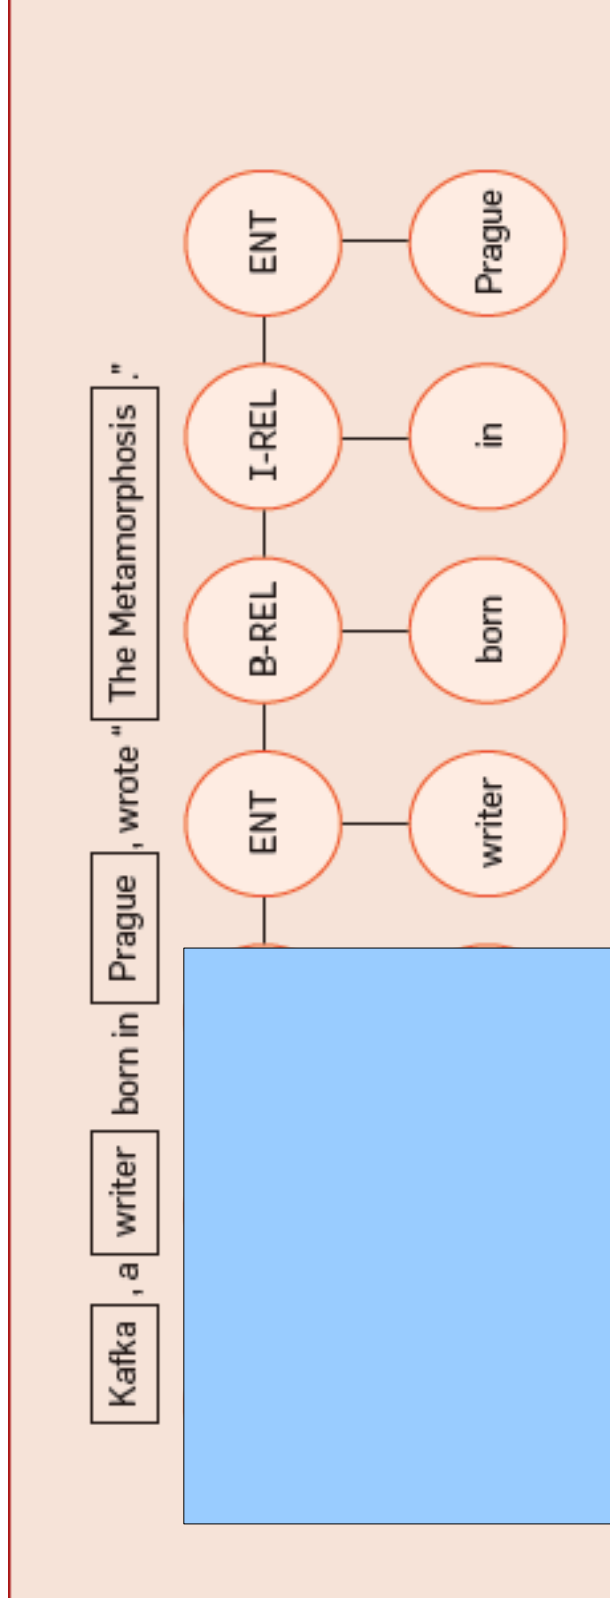 Kafka , a writer born in Prague , wrote “ The Metamorphosis .”
ENT B-REL I-REL ENT
writer born in Prague